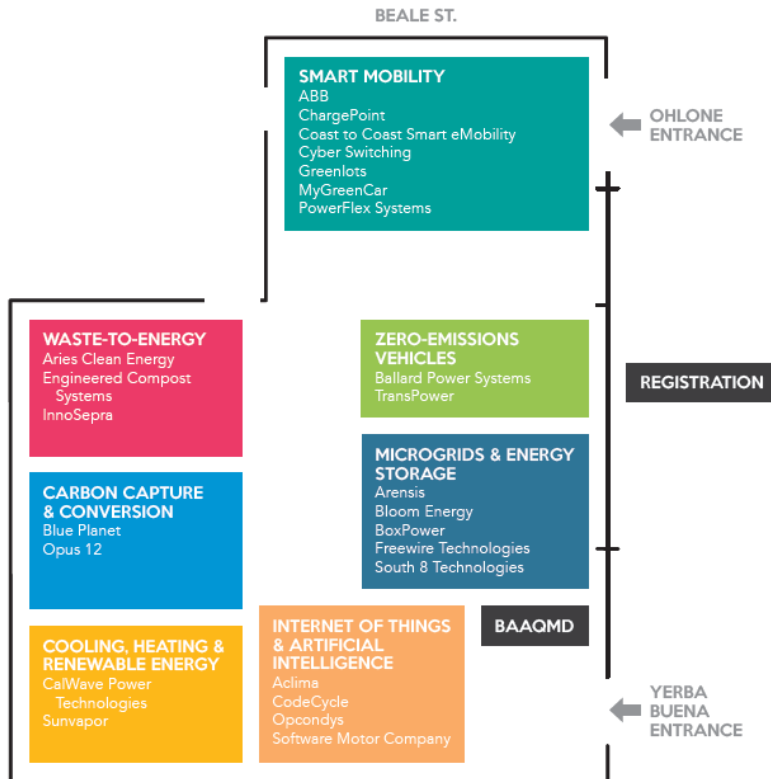 BEALE ST.
SMART MOBILITY
ABB
ChargePoint
Coast to Coast Smart eMobility
Cyber Switching
Greenlots
MyGreenCar
PowerFlex Systems
OHLONE
ENTRANCE
WASTE-TO-ENERGY
Aries Clean Energy
Engineered Compost
Systems
InnoSepra
ZERO-EMISSIONS
VEHICLES
Ballard Power Systems
TransPower
REGISTRATION
CARBON CAPTURE
& CONVERSION
Blue Planet
Opus 12
MICROGRIDS & ENERGY
STORAGE
Arensis
Bloom Energy
BoxPower
Freewire Technologies
South 8 Technologies
COOLING, HEATING &
RENEWABLE ENERGY
CalWave Power
Technologies
Sunvapor
INTERNET OF THINGS
& ARTIFICIAL
INTELLIGENCE
Aclima
CodeCycle
Opcondys
Software Motor Company
BAAQMD
YERBA
BUENA
ENTRANCE